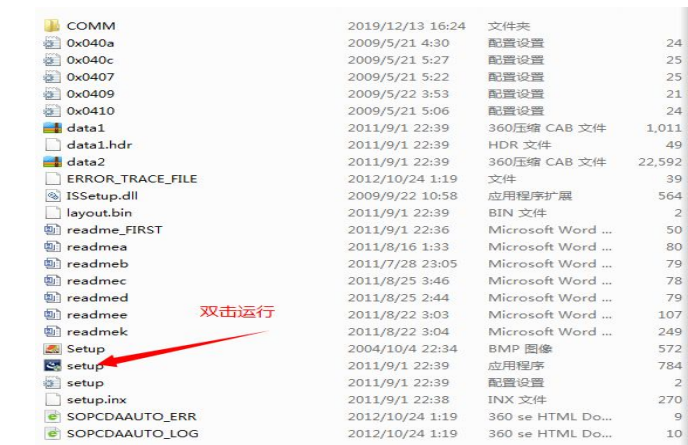 COMM 2019/12/13 16:24 文件夹
0x040a 2009/5/21 4:30 配置设置 24
0x040c 2009/5/21 5:27 配置设置 25
0x0407 2009/5/21 5:22 配置设置 25
0x0409 2009/5/22 3:53 配置设置 21
0x0410 2009/5/21 5:06 配置设置 24
data1 2011/9/1 22:39 360压缩 CAB 文件 1,011
data1.hdr 2011/9/1 22:39 HDR 文件 49
data2 2011/9/1 22:39 360压缩 CAB 文件 22,592
ERROR_TRACE_FILE 2012/10/24 1:19 文件 39
ISSetup.dll 2009/9/22 10:58 应用程序扩展 564
layout.bin 2011/9/1 22:39 BIN 文件 2
readme_FIRST 2011/9/1 22:36 Microsoft Word ... 50
readmea 2011/8/16 1:33 Microsoft Word ... 80
readmeb 2011/7/28 23:05 Microsoft Word ... 79
readmec 2011/8/25 3:46 Microsoft Word ... 78
readmed 2011/8/25 2:44 Microsoft Word ... 79
readmee 2011/8/22 3:03 Microsoft Word ... 107
双击运行
readmek 2011/8/22 3:04 Microsoft Word ... 249
Setup 2004/10/4 22:34 BMP 图像 572
setup 2011/9/1 22:39 应用程序 784
setup 2011/9/1 22:39 配置设置 2
setup.inx 2011/9/1 22:38 INX 文件 270
SOPCDAAUTO_ERR 2012/10/24 1:19 360 se HTML Do... 9
SOPCDAAUTO_LOG 2012/10/24 1:19 360 se HTML Do... 10